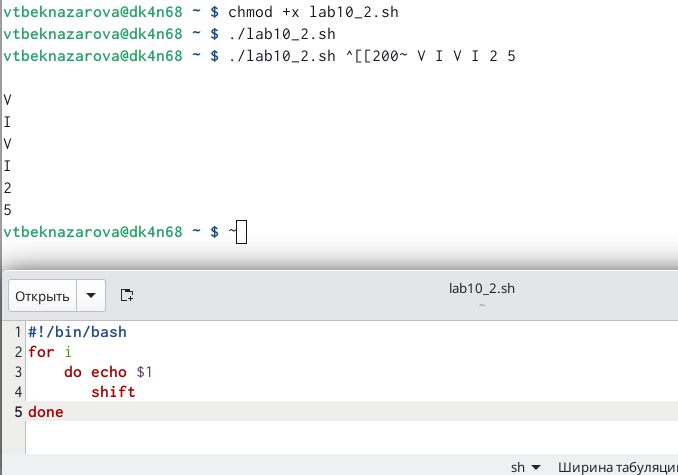 vtbeknazarova@dk4n68 ~ $ chmod +x lab10_2.sh
vtbeknazarova@dk4n68 ~ $ ./lab10_2.sh
vtbeknazarova@dk4n68 ~ $ ./lab10_2.sh ^[[200~ V I V I 2 5
V
I
V
I
2
5
vtbeknazarova@dk4n68 ~ $ ~
Открыть
lab10_2.sh
~
1 #!/bin/bash
2 for i
3 do echo $1
4 shift
5 done
sh Ширина табуляци